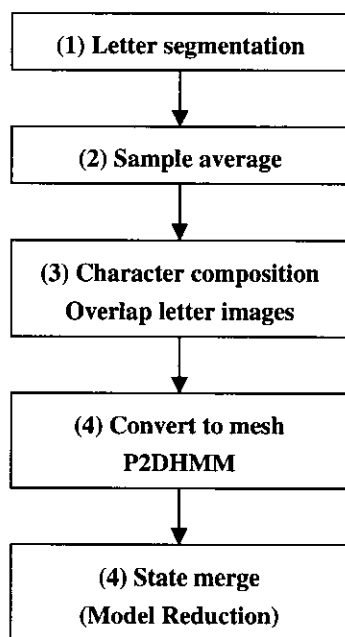 (1) Letter segmentation
(2) Sample average
(3) Character composition
Overlap letter images
(4) Convert to mesh
P2DHMM
(4) State merge
(Model Reduction)